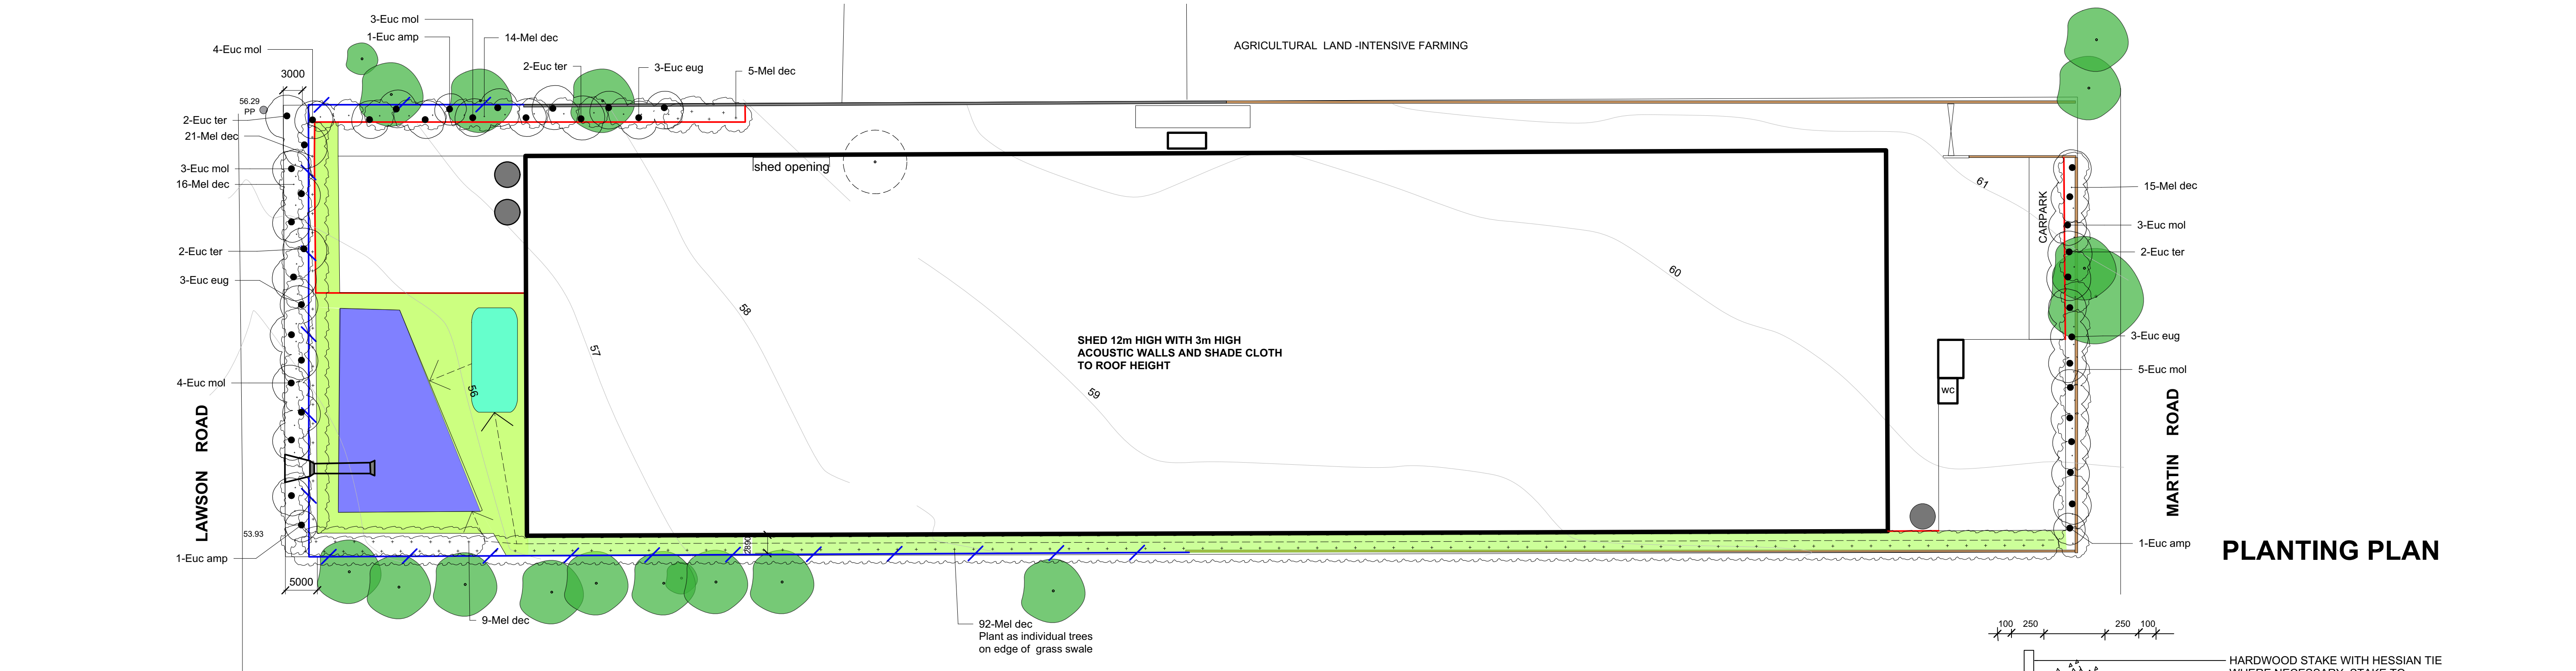 3-Euc mol
1-Euc amp
14-Mel dec
4-Euc mol
2-Euc ter
3-Euc eug
5-Mel dec
AGRICULTURAL LAND -INTENSIVE FARMING
3000
56.29
PP
2-Euc ter
21-Mel dec
3-Euc mol
16-Mel dec
2-Euc ter
3-Euc eug
4-Euc mol
LAWSON ROAD
53.93
1-Euc amp
5000
shed opening
56
57
58
59
60
61
SHED 12m HIGH WITH 3m HIGH
ACOUSTIC WALLS AND SHADE CLOTH
TO ROOF HEIGHT
2890
WC
CARPARK
15-Mel dec
3-Euc mol
2-Euc ter
3-Euc eug
5-Euc mol
MARTIN ROAD
1-Euc amp
PLANTING PLAN
9-Mel dec
92-Mel dec
Plant as individual trees
on edge of grass swale
100 250 250 100
HARDWOOD STAKE WITH HESSIAN TIE